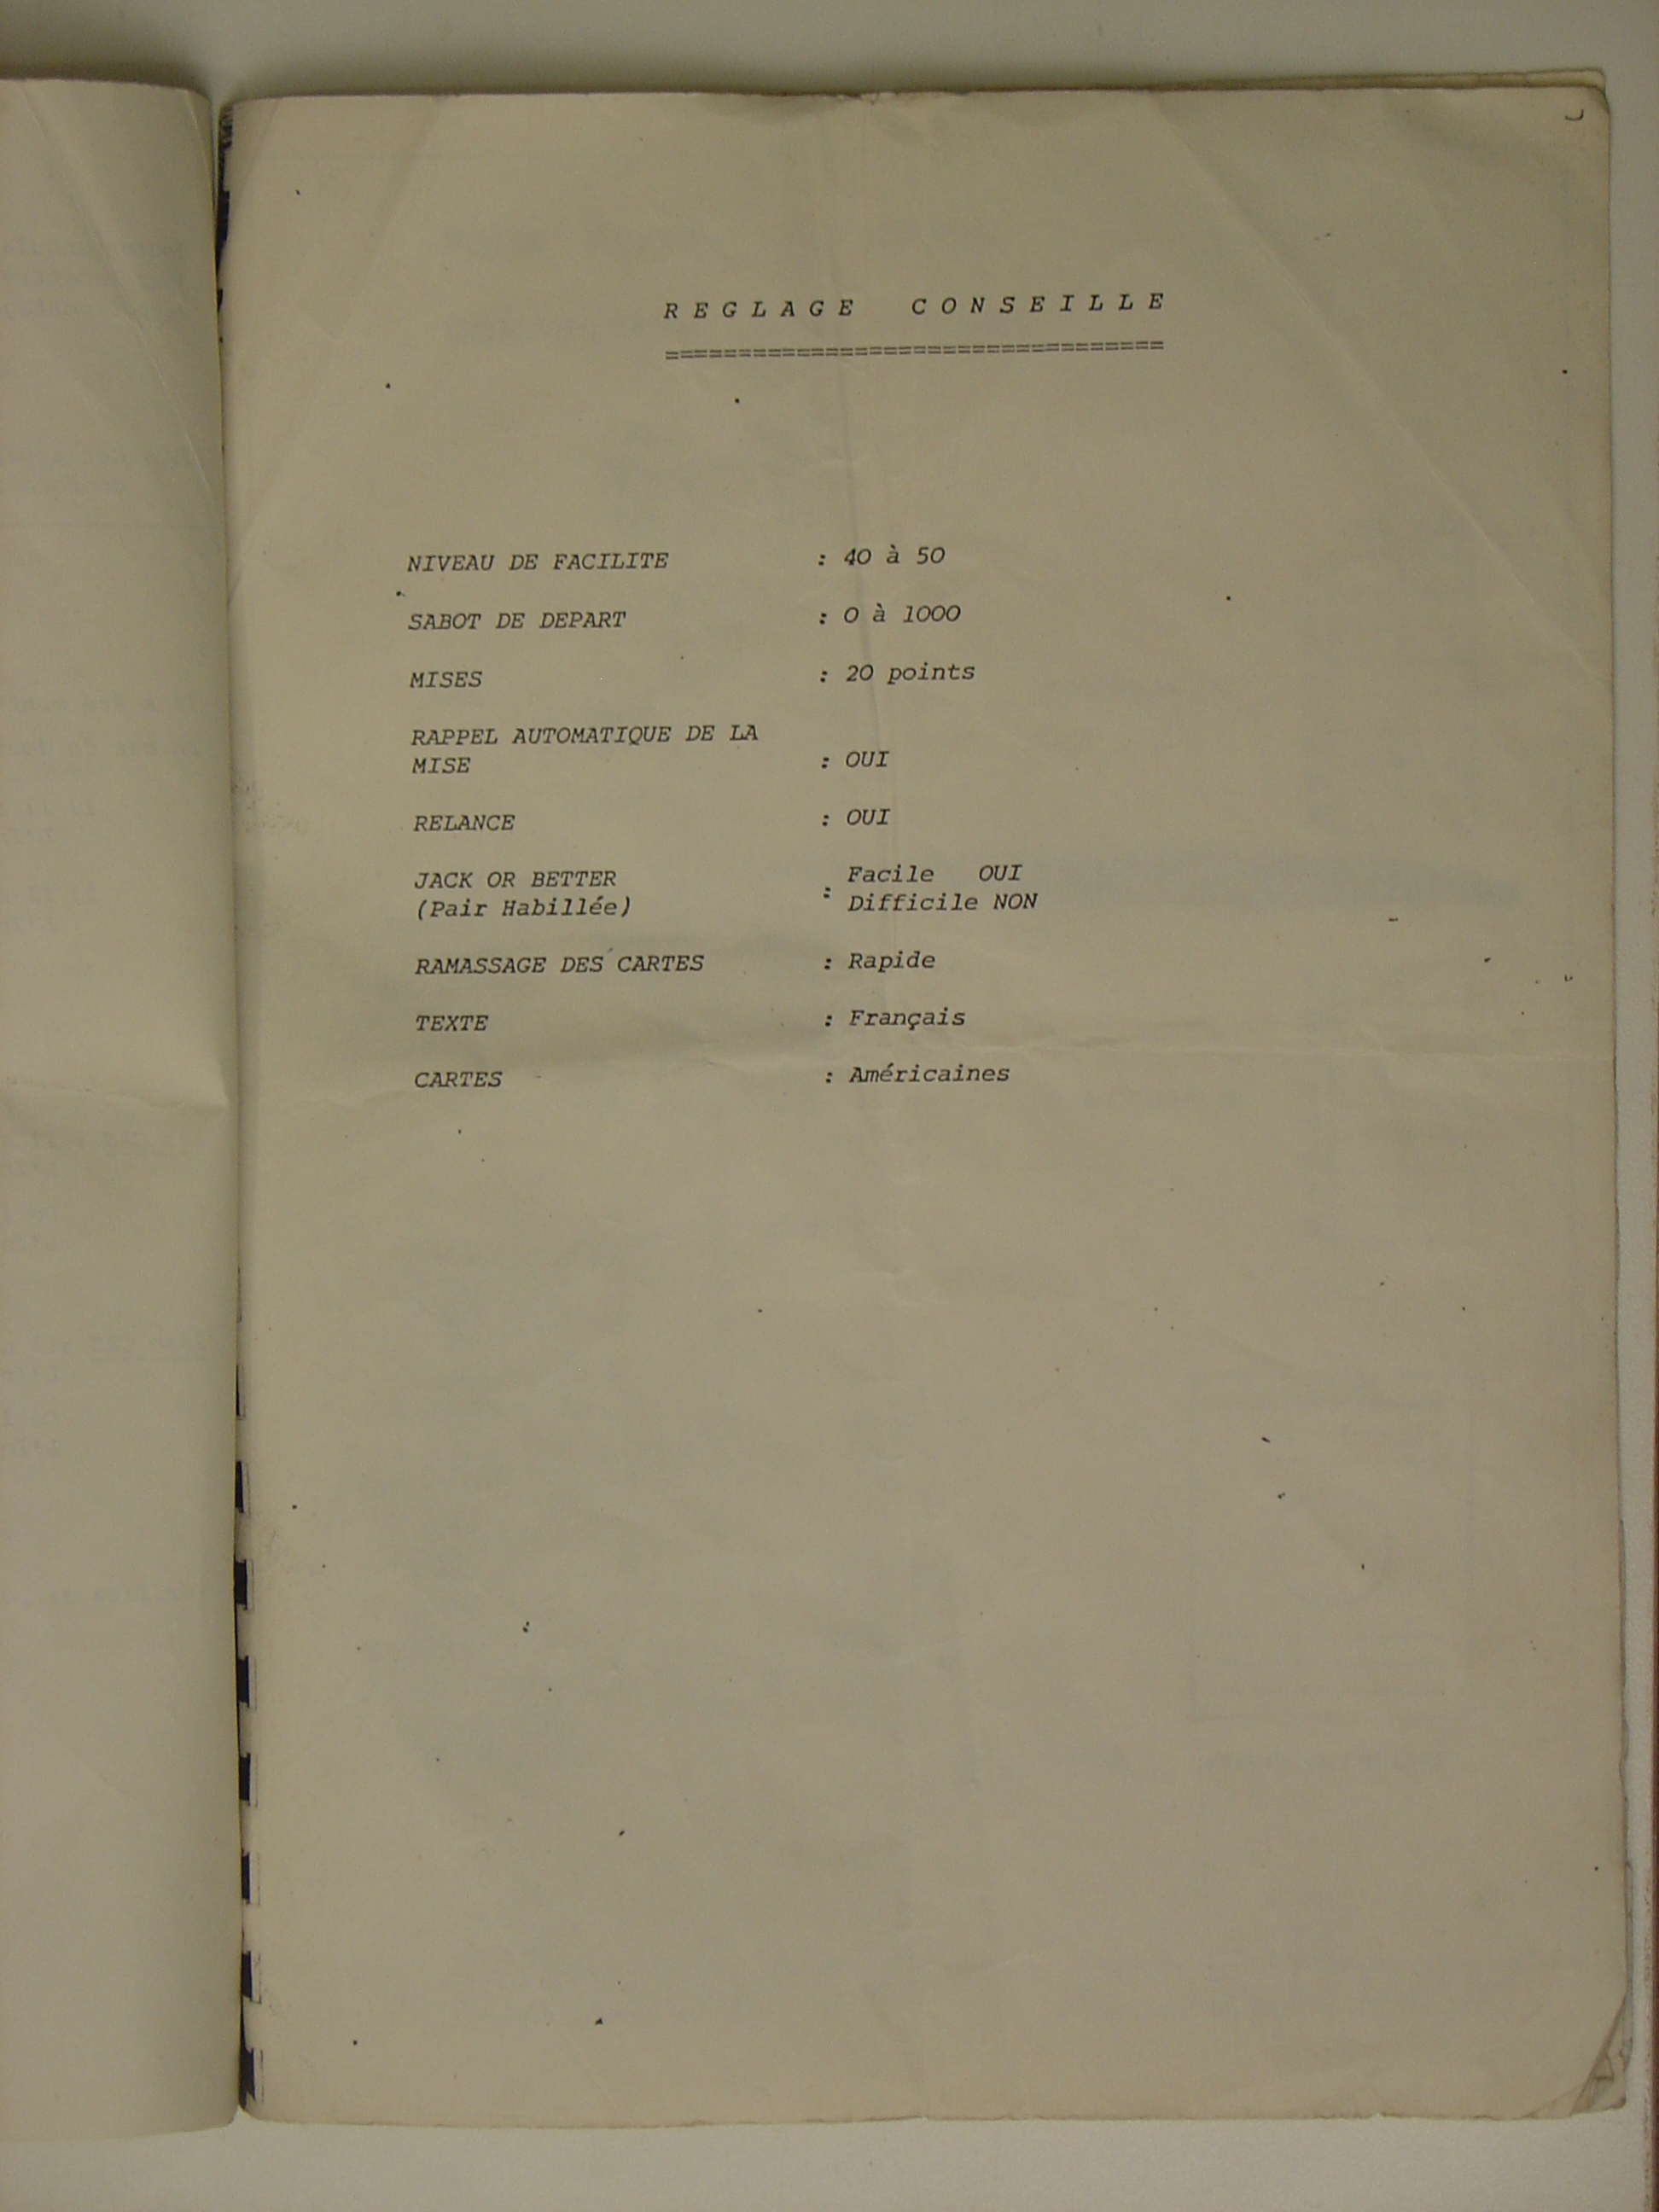 REGLAGE CONSEILLE
==================================
NIVEAU DE FACILITE : 40 à 50
SABOT DE DEPART : 0 à 1000
MISES : 20 points
RAPPEL AUTOMATIQUE DE LA
MISE : OUI
RELANCE : OUI
JACK OR BETTER : Facile OUI
(Pair Habillée) Difficile NON
RAMASSAGE DES CARTES : Rapide
TEXTE : Français
CARTES : Américaines